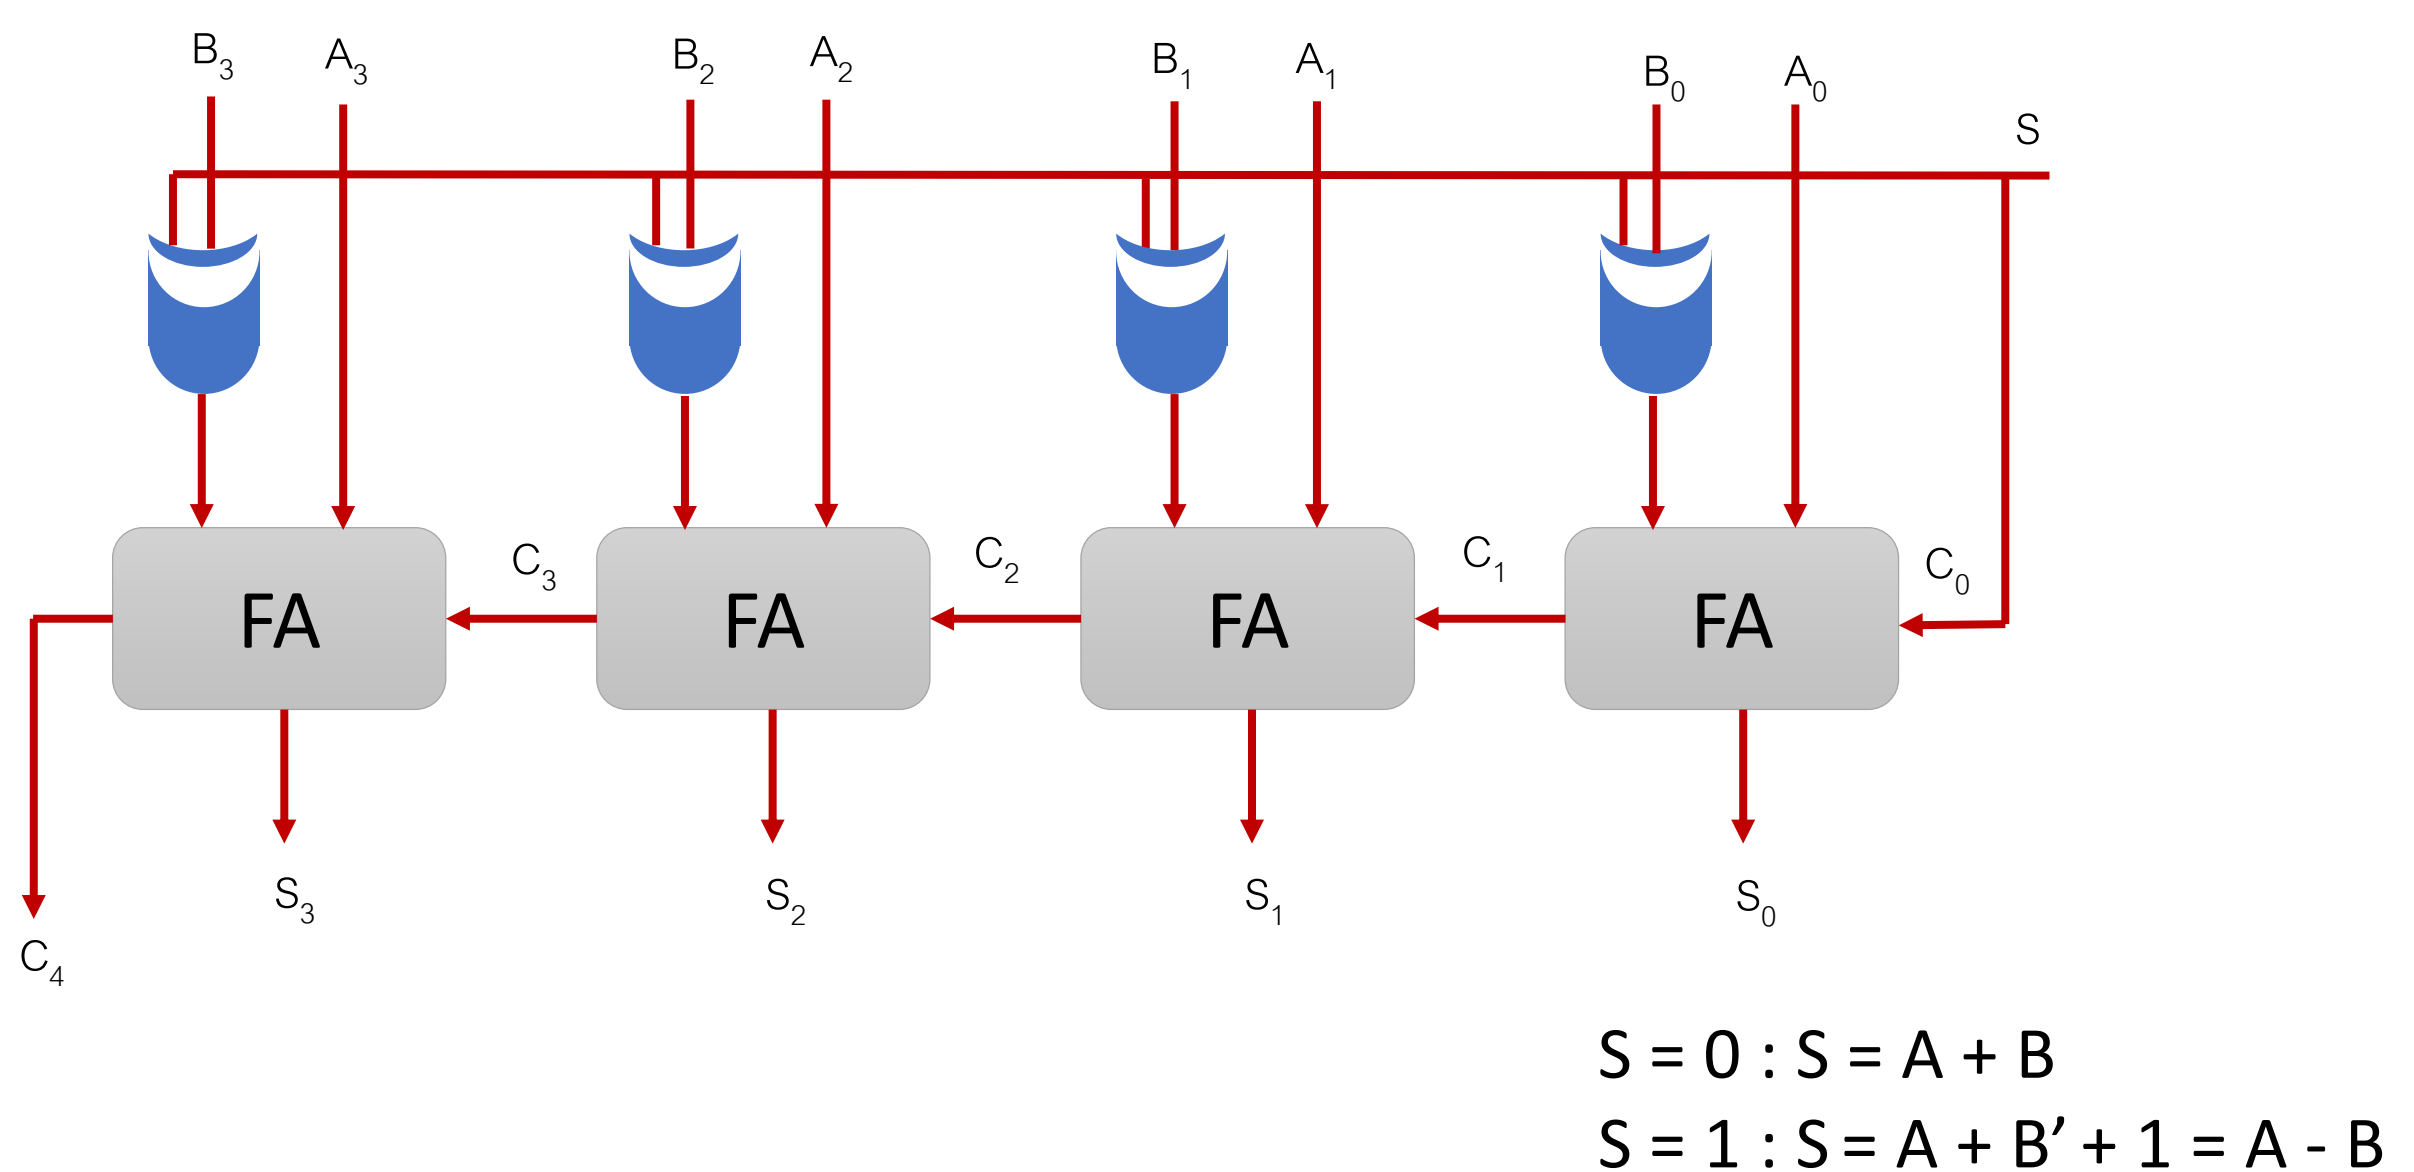 B3 A3 B2 A2 B1 A1 B0 A0
S
C3 C2 C1 C0
FA FA FA FA
S3 S2 S1 S0
C4
S = 0 : S = A + B
S = 1 : S = A + B’ + 1 = A - B